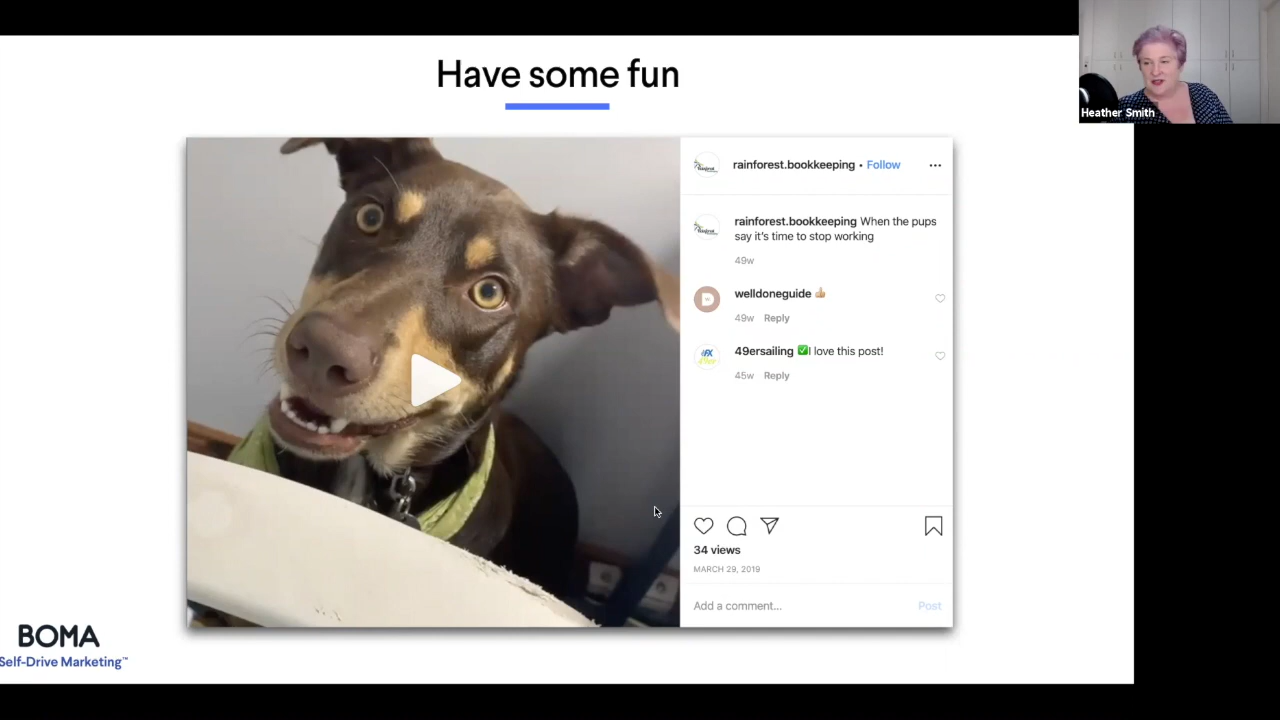 Have some fun
Heather Smith
rainforest.bookkeeping • Follow
rainforest.bookkeeping When the pups
say it's time to stop working
49w
welldoneguide 👍🏼
49w Reply
49ersailing ✅I love this post!
45w Reply
34 views
MARCH 29, 2019
Add a comment... Post
BOMA
Self-Drive Marketing™